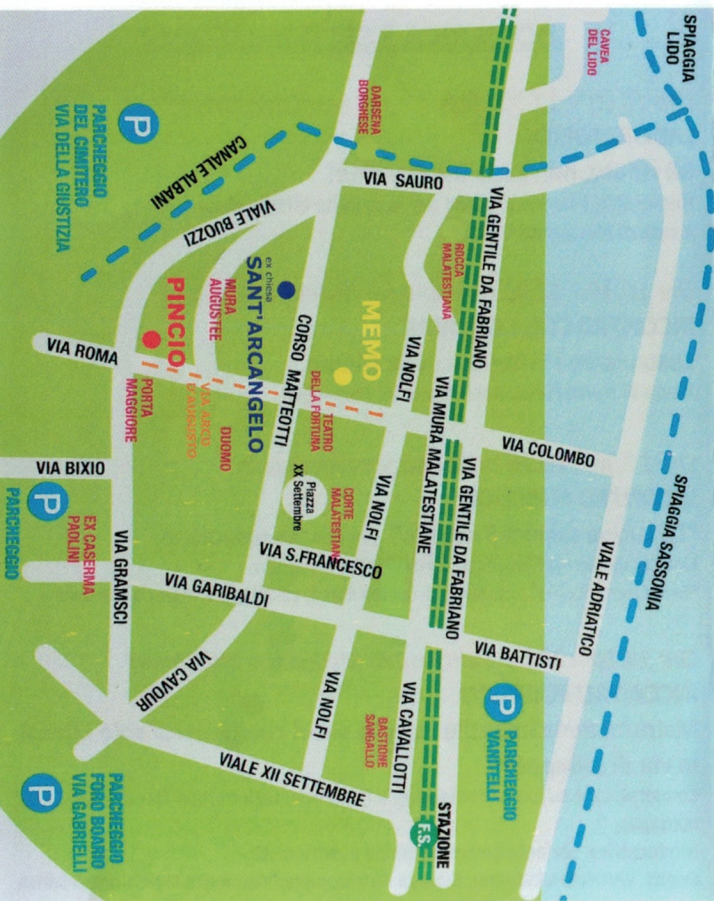 SPIAGGIA
LIDO
CAVEA
DEL LIDO
DARSENA
BORGHESE
CANALE ALBANI
PARCHEGGIO
DEL CIMITERO
VIA DELLA GIUSTIZIA
P
VIALE BUOZZI
VIA SAURO
VIA GENTILE DA FABRIANO
ROCCA
MALATESTIANA
MURA
AUGUSTEE
ex chiesa
SANT'ARCANGELO
PINCIO
MEMO
CORSO MATTEOTTI
VIA NOLFI
VIA ROMA
PORTA
MAGGIORE
VIA ARCO
D'AUGUSTO
DUOMO
TEATRO
DELLA FORTUNA
VIA MURA MALATESTIANE
VIA COLOMBO
VIA GENTILE DA FABRIANO
VIA NOLFI
CORTE
MALATESTIANA
Piazza
XX Settembre
VIA BIXIO
P
PARCHEGGIO
EX CASERMA
PAOLINI
VIA GRAMSCI
VIA S.FRANCESCO
VIA GARIBALDI
VIA BATTISTI
VIALE ADRIATICO
SPIAGGIA SASSONIA
VIA CAVOUR
VIA NOLFI
VIA CAVALLOTTI
BASTIONE
SANGALLO
P
PARCHEGGIO
VANITELLI
VIALE XII SETTEMBRE
STAZIONE
F.S.
PARCHEGGIO
FORO BOARIO
VIA GABRIELLI
P